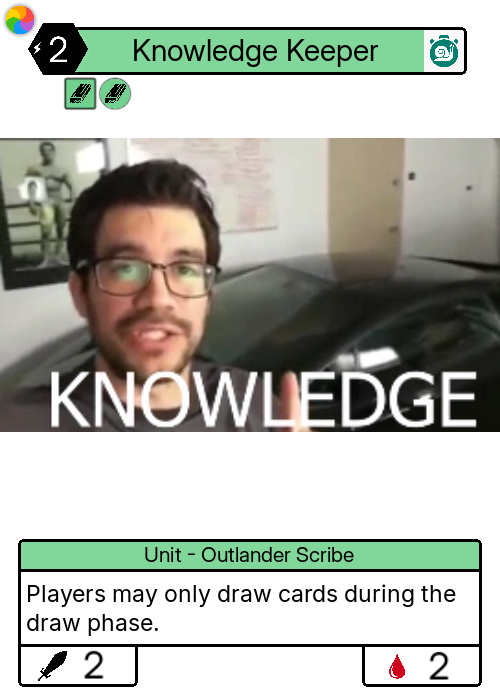 2
Knowledge Keeper
KNOWLEDGE
Unit - Outlander Scribe
Players may only draw cards during the
draw phase.
2
2